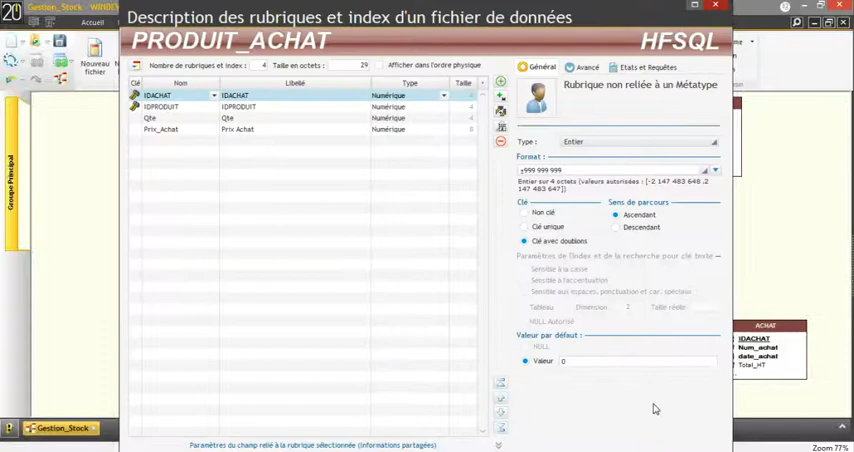 20 Gestion_Stock - WINDEV
Description des rubriques et index d'un fichier de données
Accueil
PRODUIT_ACHAT HFSQL
Nouveau
fichier
Nombre de rubriques et index : 4 Taille en octets : 29 Afficher dans l'ordre physique
Général Avancé Etats et Requêtes
Clé Nom Libellé Type Taille
IDACHAT IDACHAT Numérique 4
IDPRODUIT IDPRODUIT Numérique 4
Qte Qte Numérique 4
Prix_Achat Prix Achat Numérique 8
Rubrique non reliée à un Métatype
Type : Entier
Format :
±999 999 999
Entier sur 4 octets (valeurs autorisées : [-2 147 483 648 ,2
147 483 647])
Clé Sens de parcours
Non clé Ascendant
Clé unique Descendant
Clé avec doublons
Paramètres de l'index et de la recherche pour clé texte
Sensible à la casse
Sensible à l'accentuation
Sensible aux espaces, ponctuation et car. spéciaux
Tableau Dimension : 2 Taille réelle :
NULL Autorisé
Valeur par défaut :
NULL
Valeur 0
Groupe Principal
ACHAT
IDACHAT
Num_achat
date_achat
Total_HT
Gestion_Stock
Paramètres du champ relié à la rubrique sélectionnée (informations partagées)
Zoom 77%